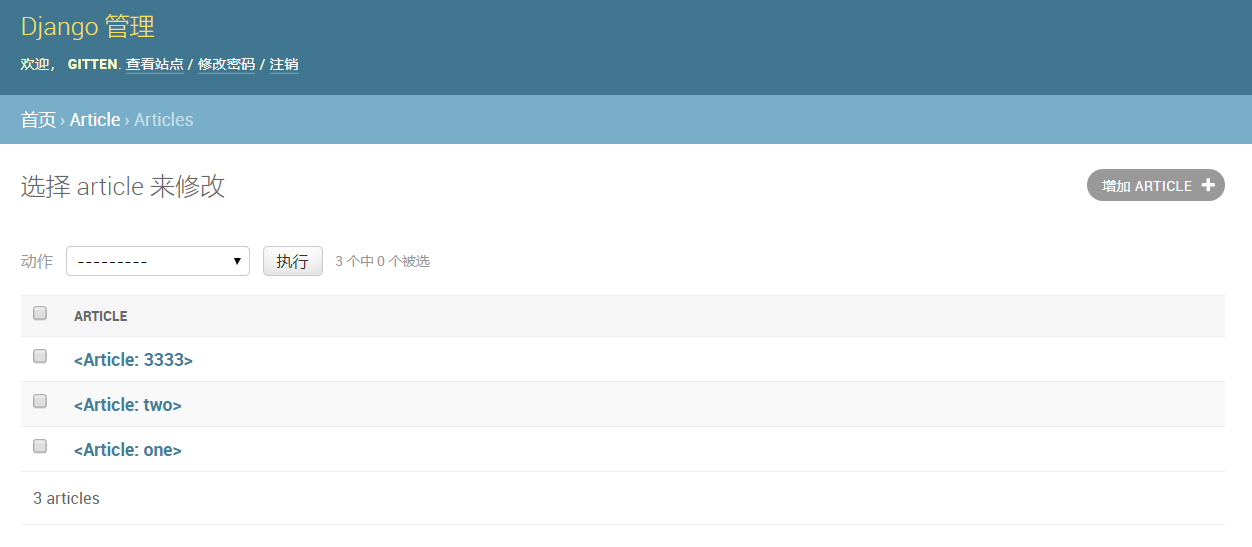 Django 管理
欢迎， GITTEN. 查看站点 / 修改密码 / 注销
首页 › Article › Articles
选择 article 来修改
增加 ARTICLE +
动作 --------- 执行 3 个中 0 个被选
ARTICLE
<Article: 3333>
<Article: two>
<Article: one>
3 articles